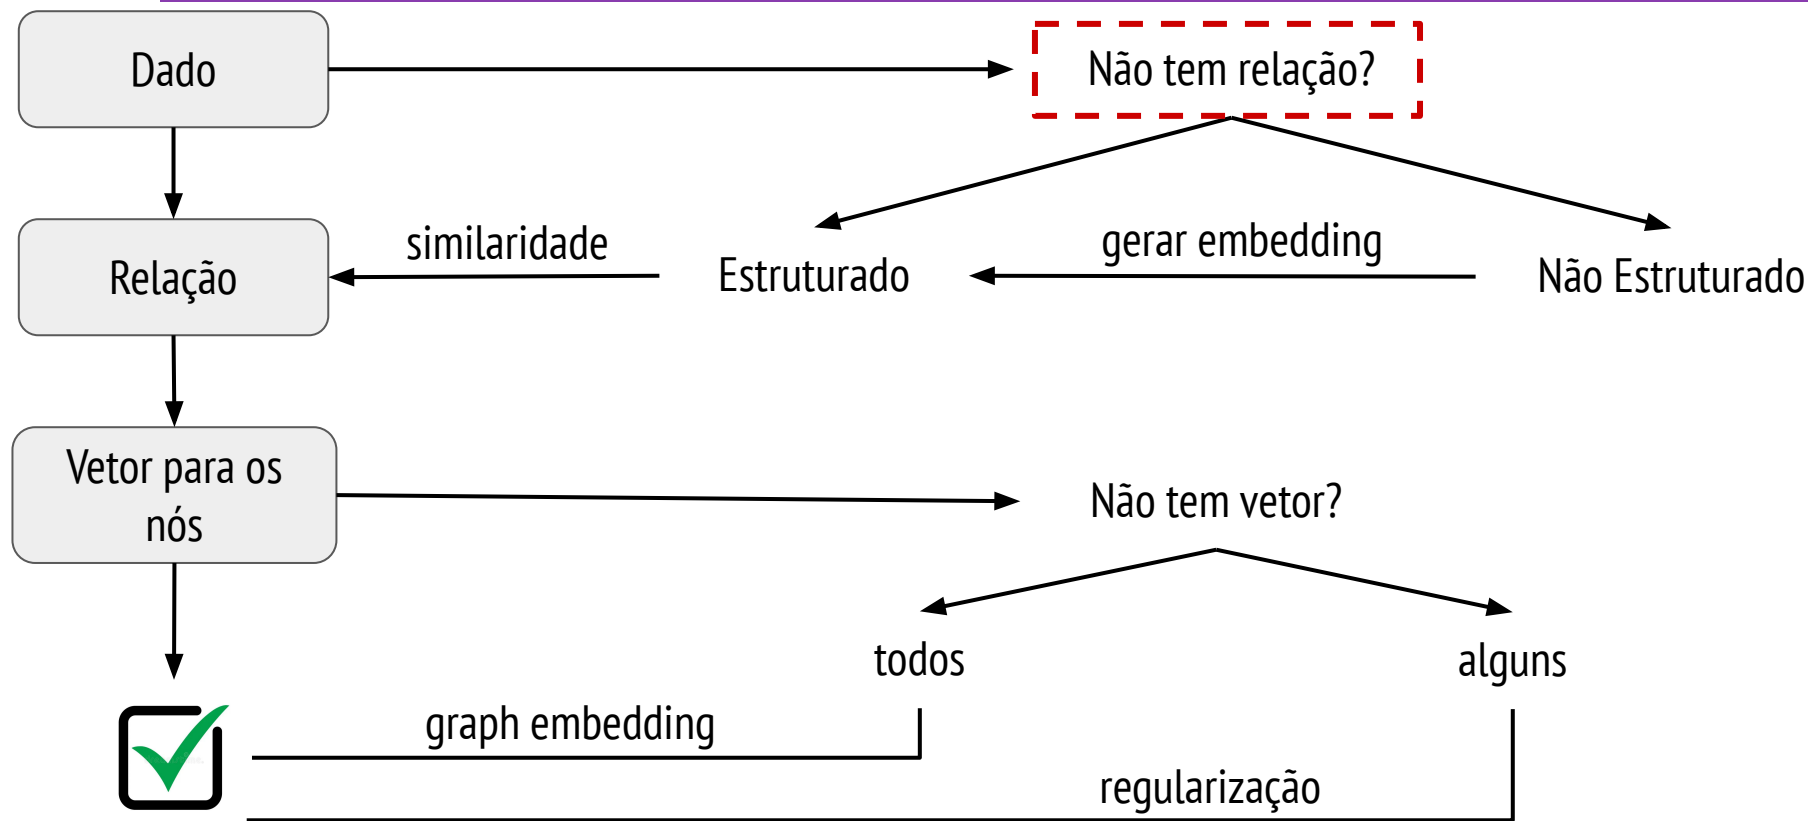 Dado
Não tem relação?
Relação
similaridade
Estruturado
gerar embedding
Não Estruturado
Vetor para os
nós
Não tem vetor?
todos
alguns
graph embedding
regularização